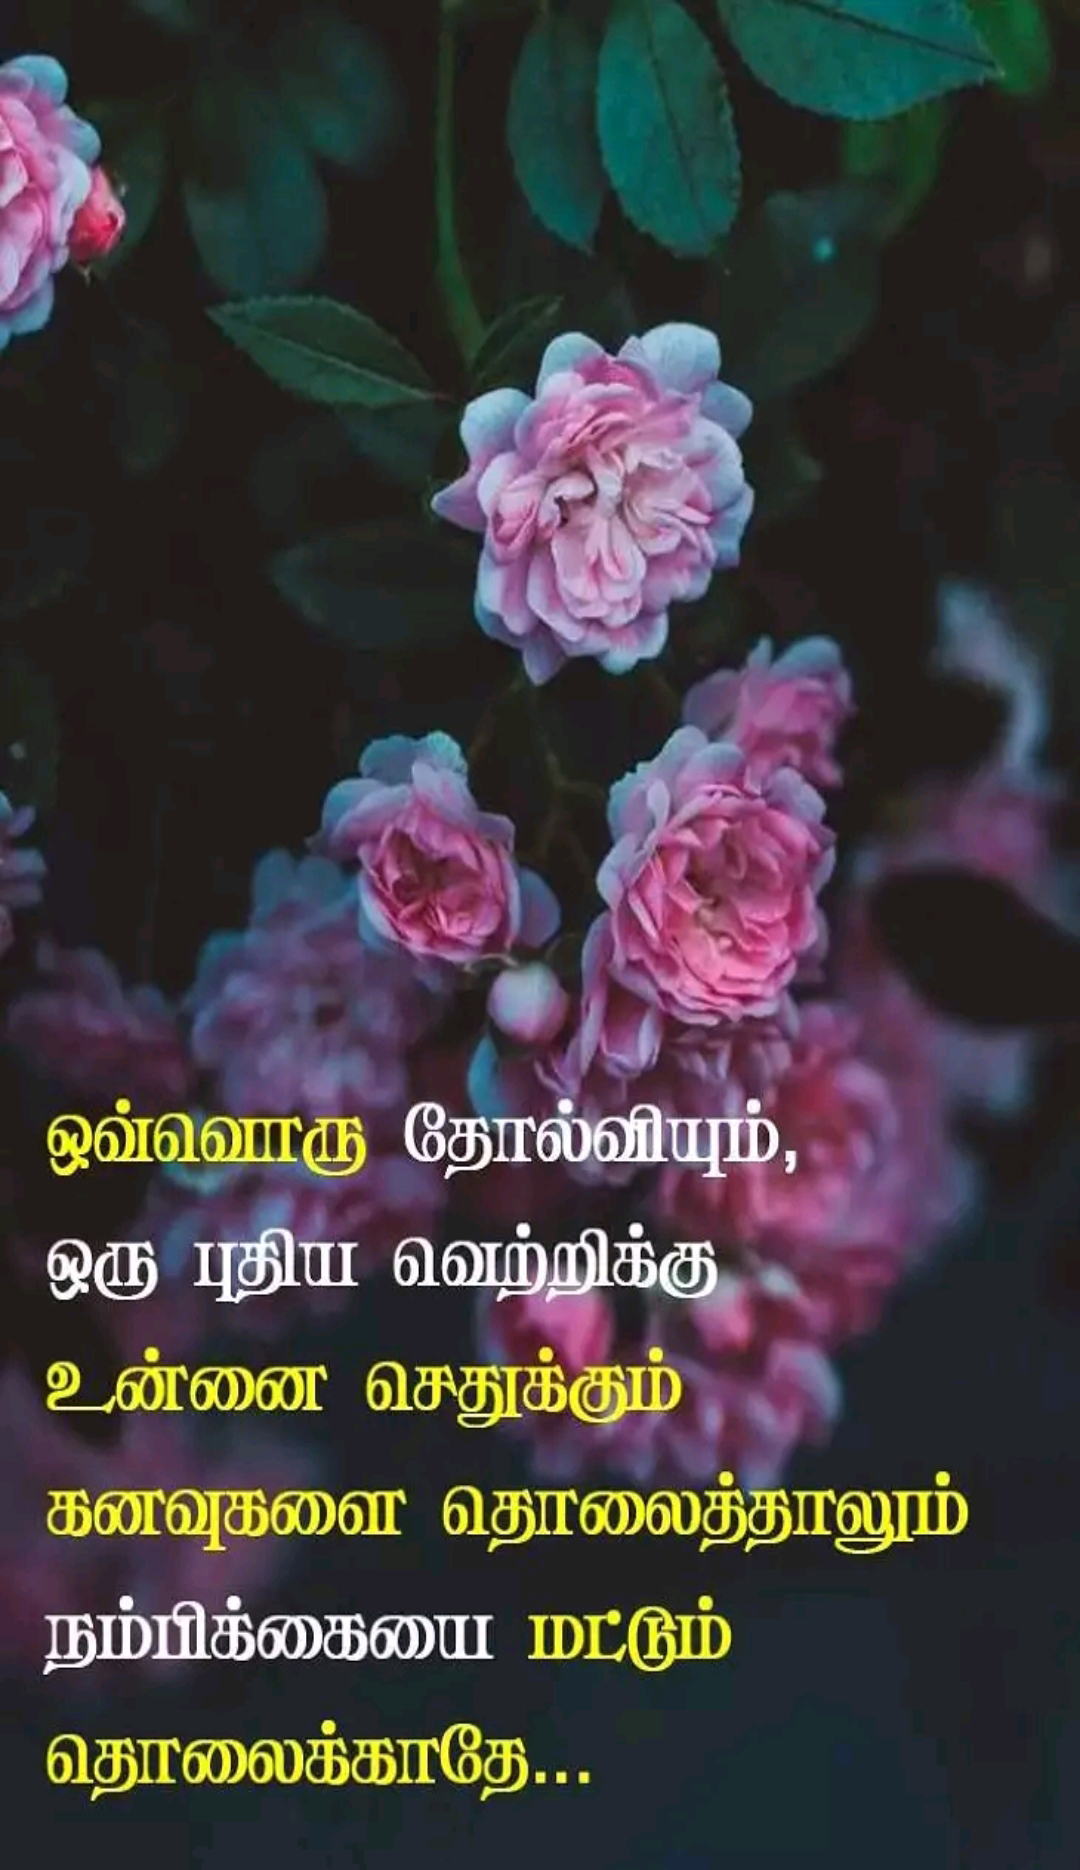 ஒவ்வொரு தோல்வியும்,
ஒரு புதிய வெற்றிக்கு
உன்னை செதுக்கும்
கனவுகளை தொலைத்தாலும்
நம்பிக்கையை மட்டும்
தொலைக்காதே...